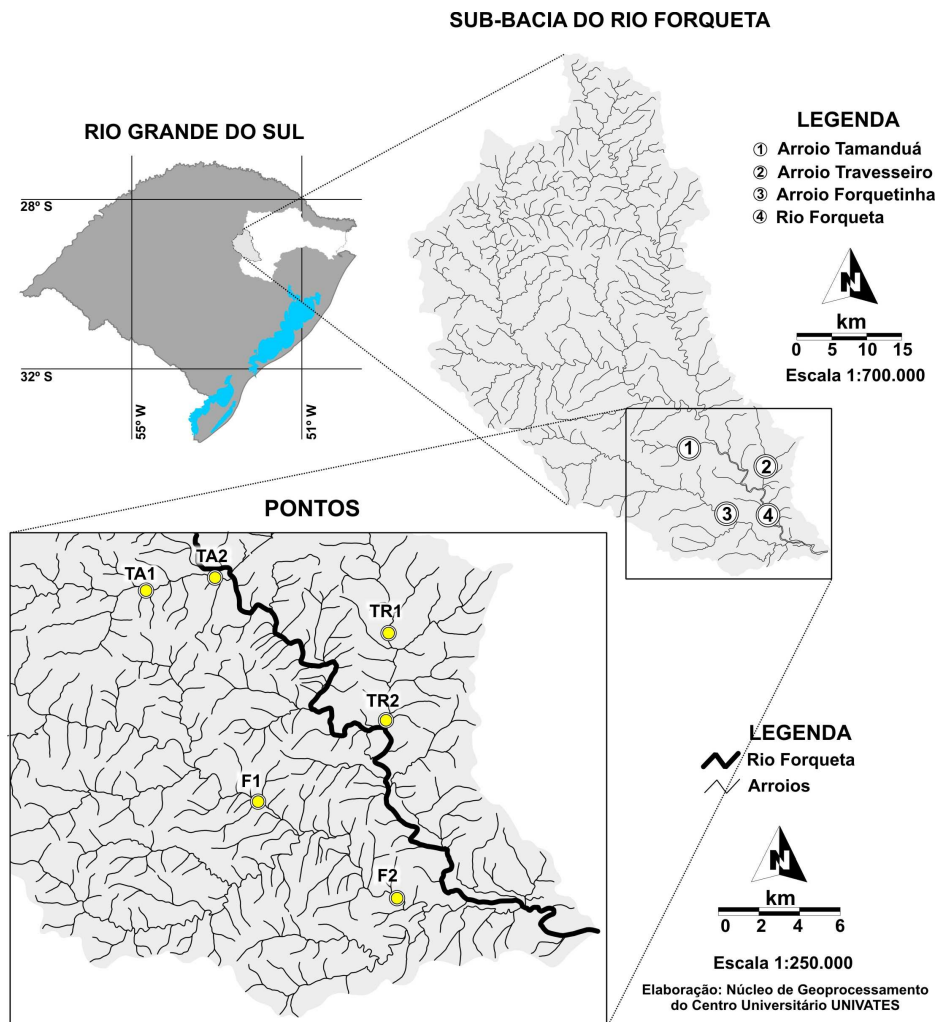 SUB-BACIA DO RIO FORQUETA
RIO GRANDE DO SUL
28° S
32° S
55° W
51° W
LEGENDA
1 Arroio Tamanduá
2 Arroio Travesseiro
3 Arroio Forquetinha
4 Rio Forqueta
N
km
0 5 10 15
Escala 1:700.000
1
2
3
4
PONTOS
TA1
TA2
TR1
TR2
F1
F2
LEGENDA
Rio Forqueta
Arroios
N
km
0 2 4 6
Escala 1:250.000
Elaboração: Núcleo de Geoprocessamento
do Centro Universitário UNIVATES